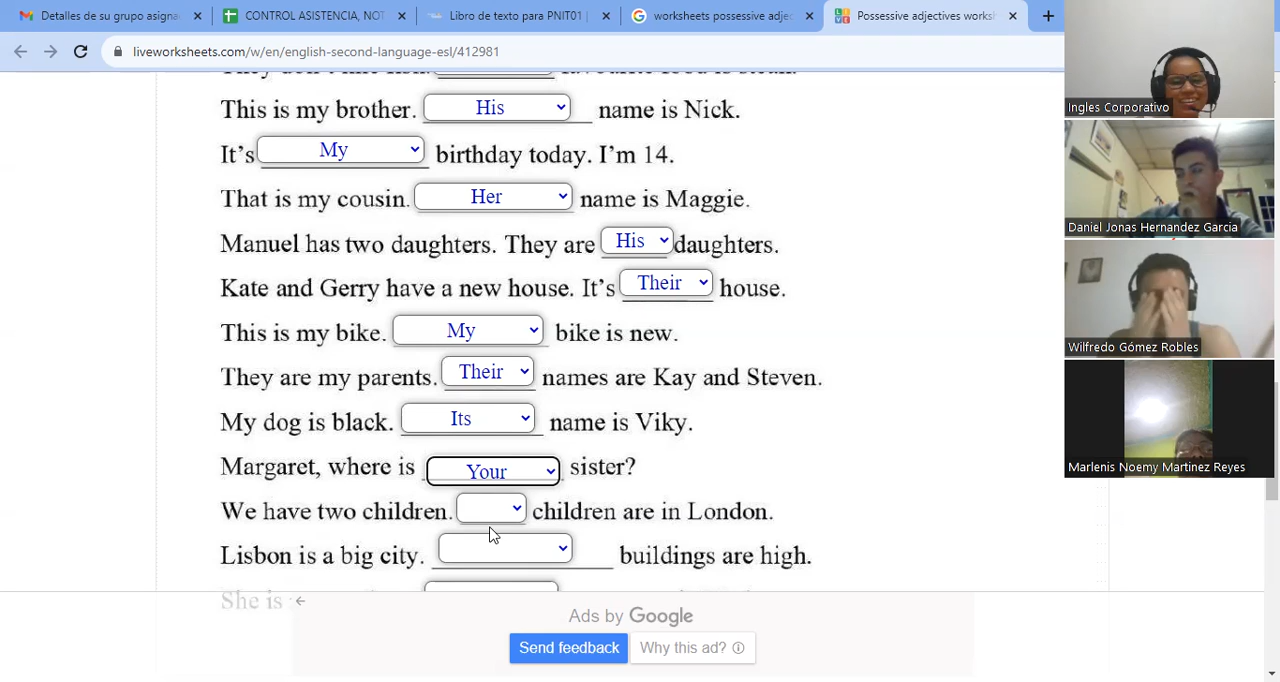 Detalles de su grupo asignar
CONTROL ASISTENCIA, NOT
Libro de texto para PNIT01 |
worksheets possessive adjec
Possessive adjectives works
liveworksheets.com/w/en/english-second-language-esl/412981
This is my brother. His name is Nick.
It's My birthday today. I'm 14.
That is my cousin. Her name is Maggie.
Manuel has two daughters. They are His daughters.
Kate and Gerry have a new house. It's Their house.
This is my bike. My bike is new.
They are my parents. Their names are Kay and Steven.
My dog is black. Its name is Viky.
Margaret, where is Your sister?
We have two children. children are in London.
Lisbon is a big city. buildings are high.
She is
Ads by Google
Send feedback
Why this ad?
Ingles Corporativo
Daniel Jonas Hernandez Garcia
Wilfredo Gómez Robles
Marlenis Noemy Martinez Reyes